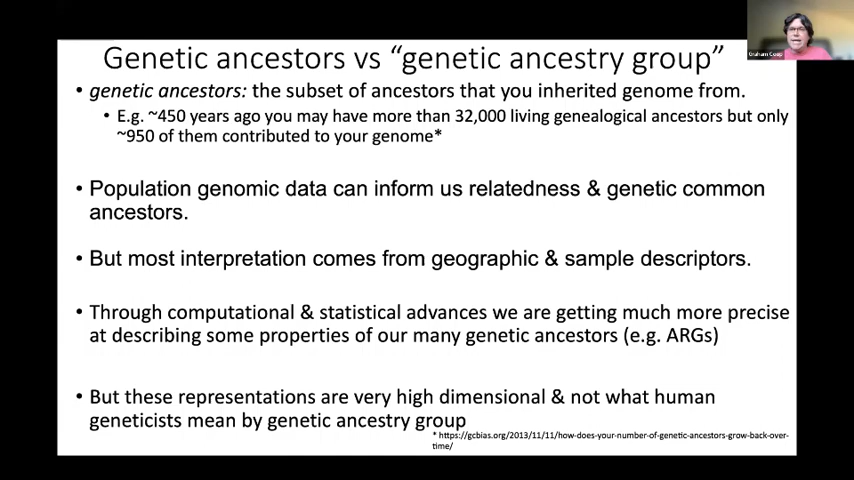 Graham Coop
Genetic ancestors vs “genetic ancestry group”
• genetic ancestors: the subset of ancestors that you inherited genome from.
• E.g. ~450 years ago you may have more than 32,000 living genealogical ancestors but only
~950 of them contributed to your genome*
• Population genomic data can inform us relatedness & genetic common
ancestors.
• But most interpretation comes from geographic & sample descriptors.
• Through computational & statistical advances we are getting much more precise
at describing some properties of our many genetic ancestors (e.g. ARGs)
• But these representations are very high dimensional & not what human
geneticists mean by genetic ancestry group
* https://gcbias.org/2013/11/11/how-does-your-number-of-genetic-ancestors-grow-back-over-
time/